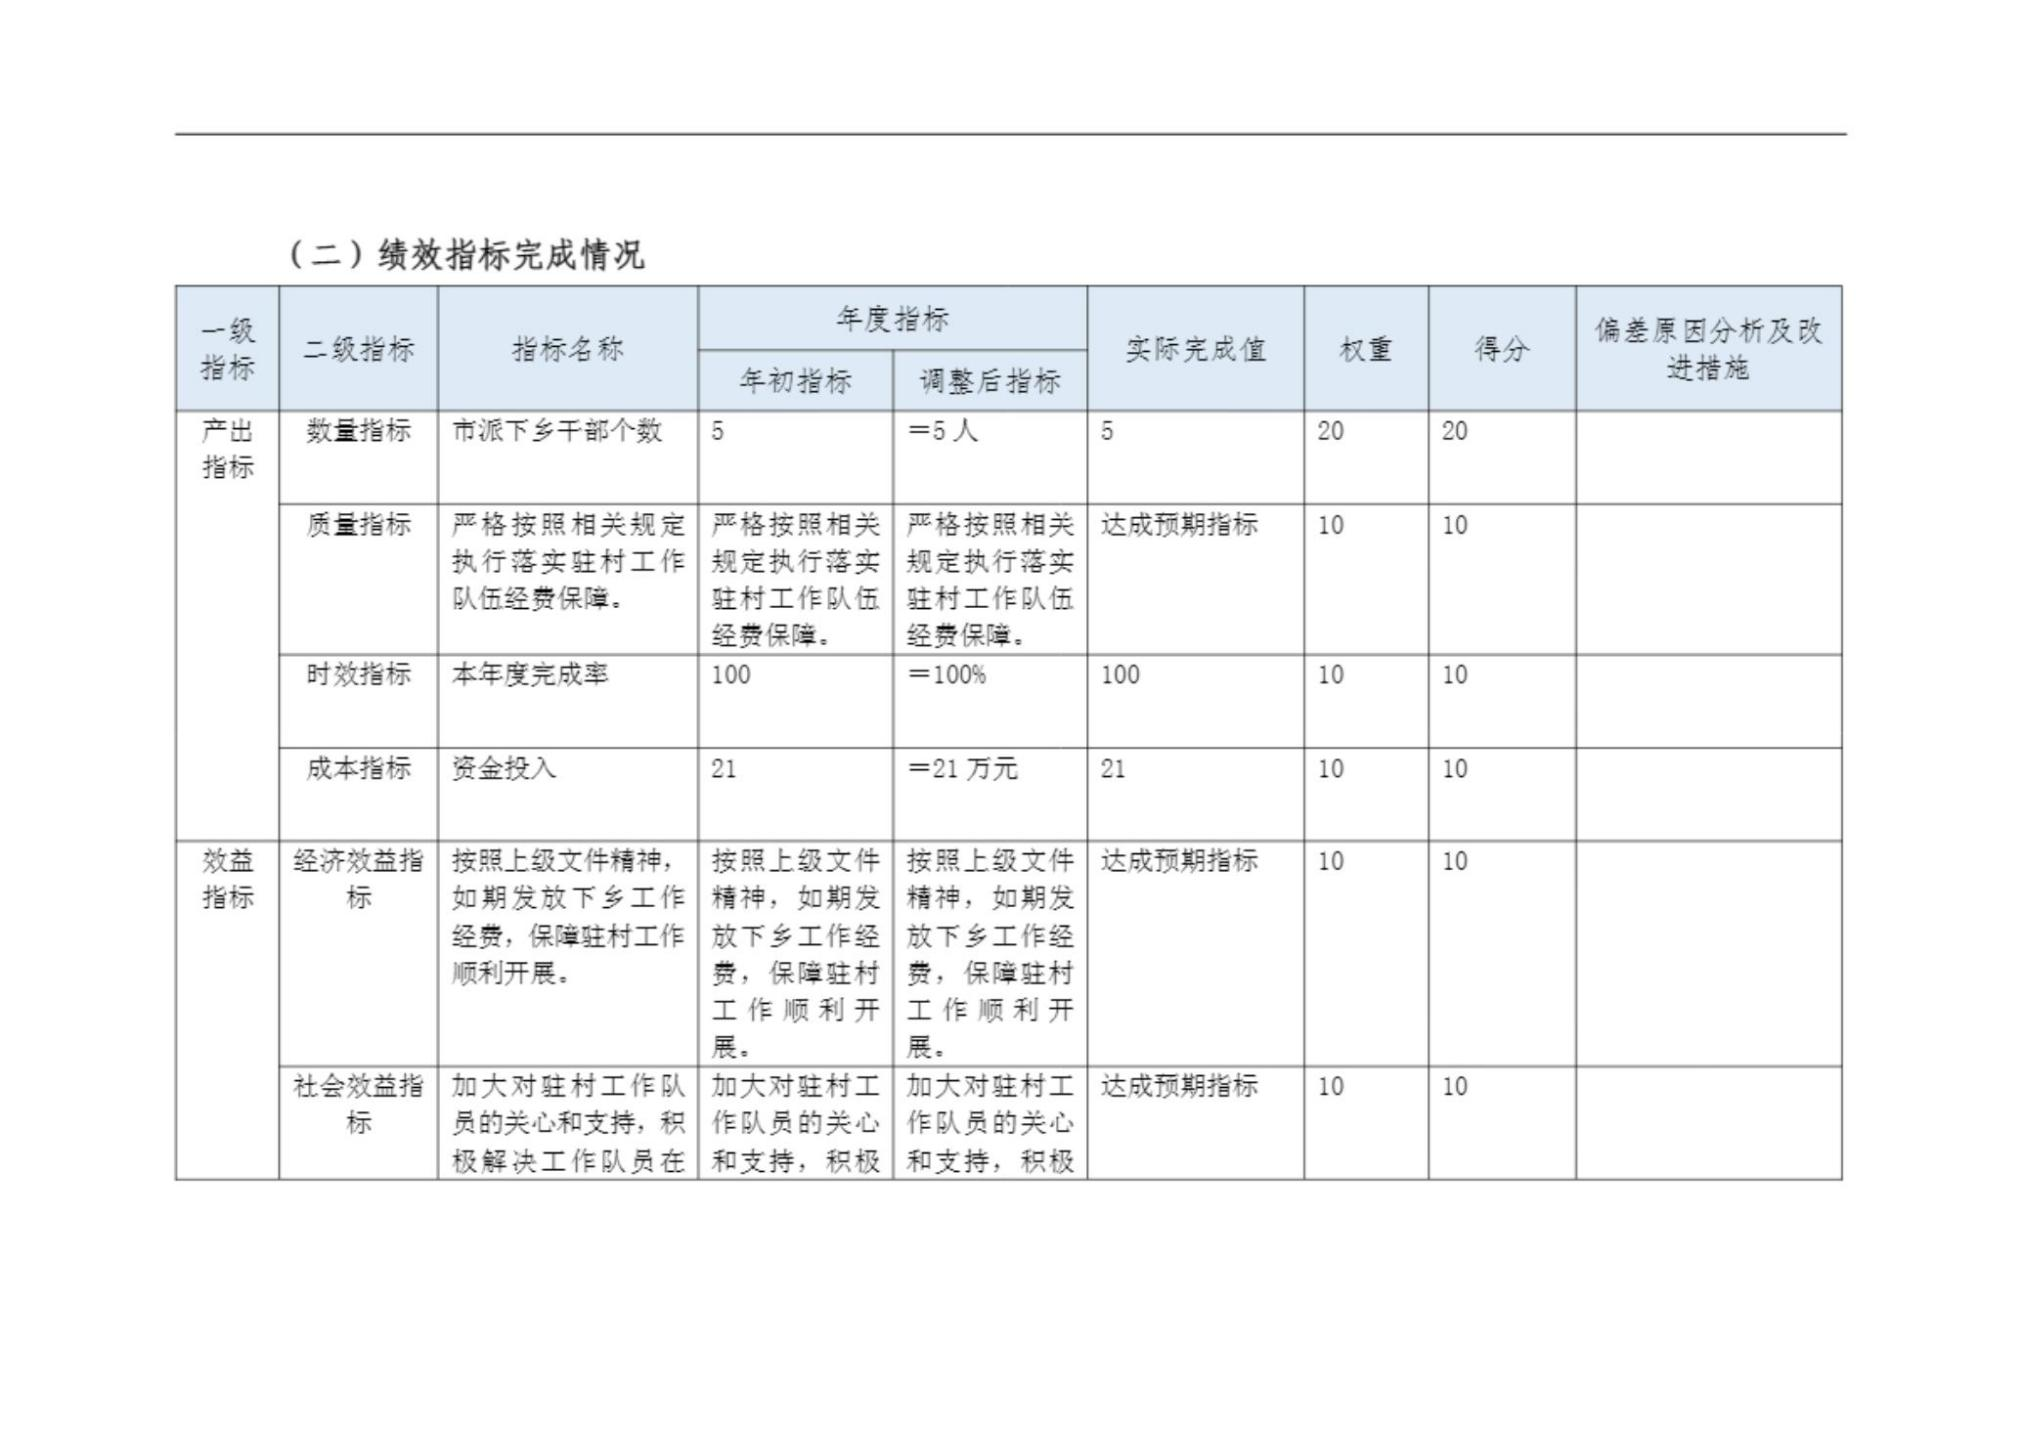 （二）绩效指标完成情况
一级
指标
二级指标
指标名称
年度指标
年初指标
调整后指标
实际完成值
权重
得分
偏差原因分析及改
进措施
产出
指标
数量指标
市派下乡干部个数
5
＝5 人
5
20
20
质量指标
严格按照相关规定
执行落实驻村工作
队伍经费保障。
严格按照相关
规定执行落实
驻村工作队伍
经费保障。
严格按照相关
规定执行落实
驻村工作队伍
经费保障。
达成预期指标
10
10
时效指标
本年度完成率
100
＝100%
100
10
10
成本指标
资金投入
21
＝21 万元
21
10
10
效益
指标
经济效益指
标
按照上级文件精神，
如期发放下乡工作
经费，保障驻村工作
顺利开展。
按照上级文件
精神，如期发
放下乡工作经
费，保障驻村
工作顺利开
展。
按照上级文件
精神，如期发
放下乡工作经
费，保障驻村
工作顺利开
展。
达成预期指标
10
10
社会效益指
标
加大对驻村工作队
员的关心和支持，积
极解决工作队员在
加大对驻村工
作队员的关心
和支持，积极
加大对驻村工
作队员的关心
和支持，积极
达成预期指标
10
10